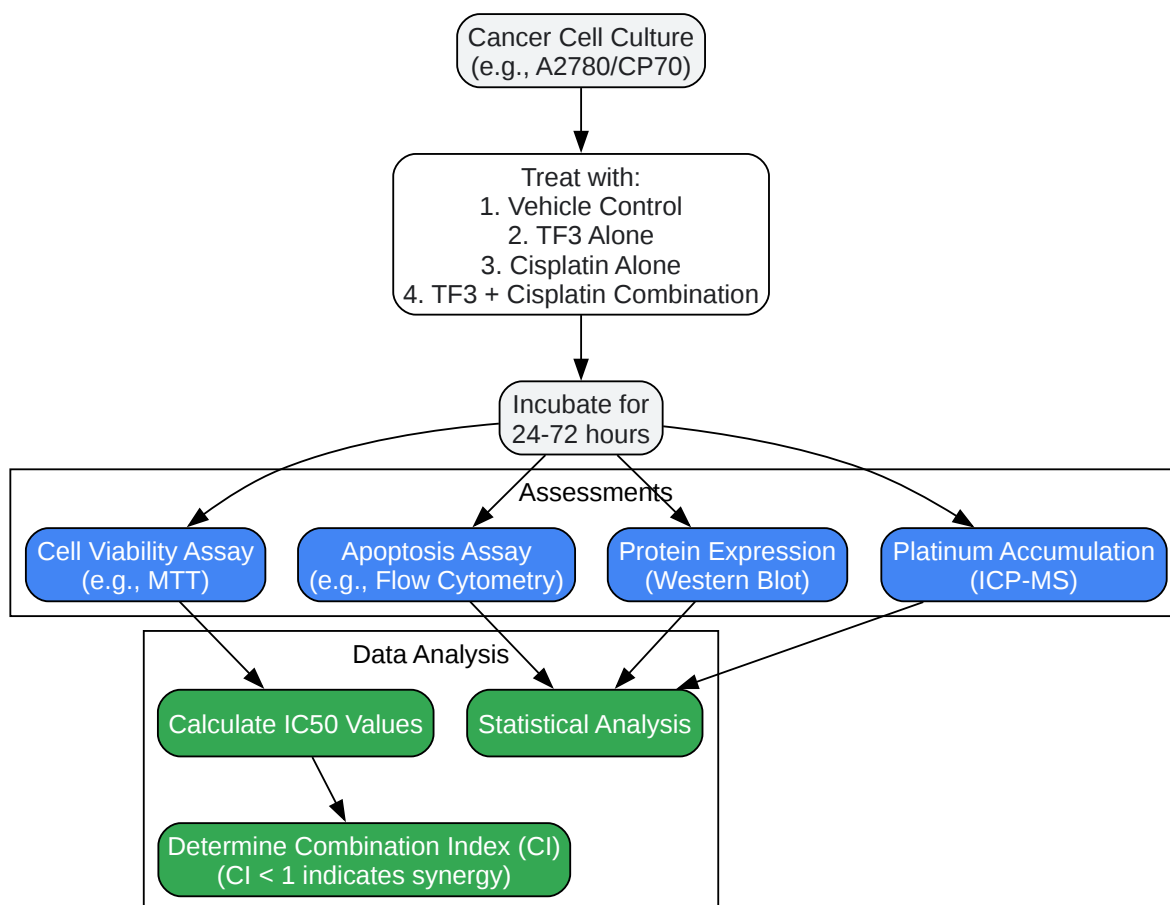 Cancer Cell Culture
(e.g., A2780/CP70)
Treat with:
1. Vehicle Control
2. TF3 Alone
3. Cisplatin Alone
4. TF3 + Cisplatin Combination
Incubate for
24-72 hours
Assessments
Cell Viability Assay
(e.g., MTT)
Apoptosis Assay
(e.g., Flow Cytometry)
Protein Expression
(Western Blot)
Platinum Accumulation
(ICP-MS)
Data Analysis
Calculate IC50 Values
Statistical Analysis
Determine Combination Index (CI)
(CI < 1 indicates synergy)